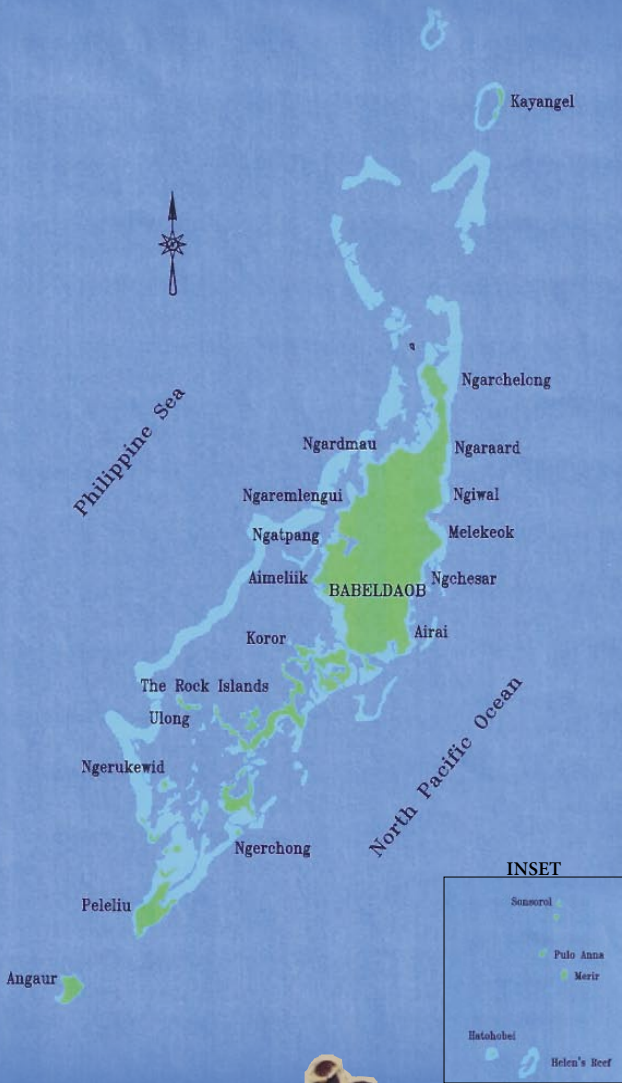 Kayangel
Ngarchelong
Ngardmau
Ngaraard
Philippine Sea
Ngaremlengui
Ngiwal
Ngatpang
Melekeok
Aimeliik
BABELDAOB
Ngchesar
Koror
Airai
The Rock Islands
Ulong
North Pacific Ocean
Ngerukewid
Ngerchong
Peleliu
Angaur
INSET
Sonsorol
Pulo Anna
Merir
Hatohobei
Helen's Reef